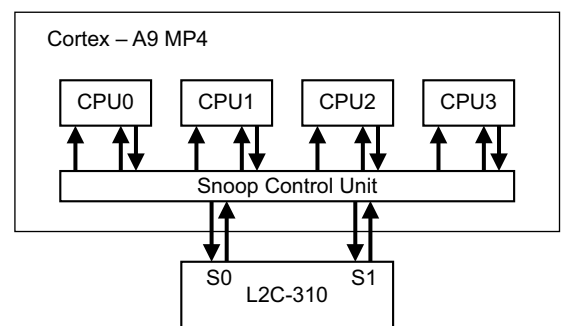 Cortex – A9 MP4
CPU0 CPU1 CPU2 CPU3
Snoop Control Unit
S0 S1
L2C-310